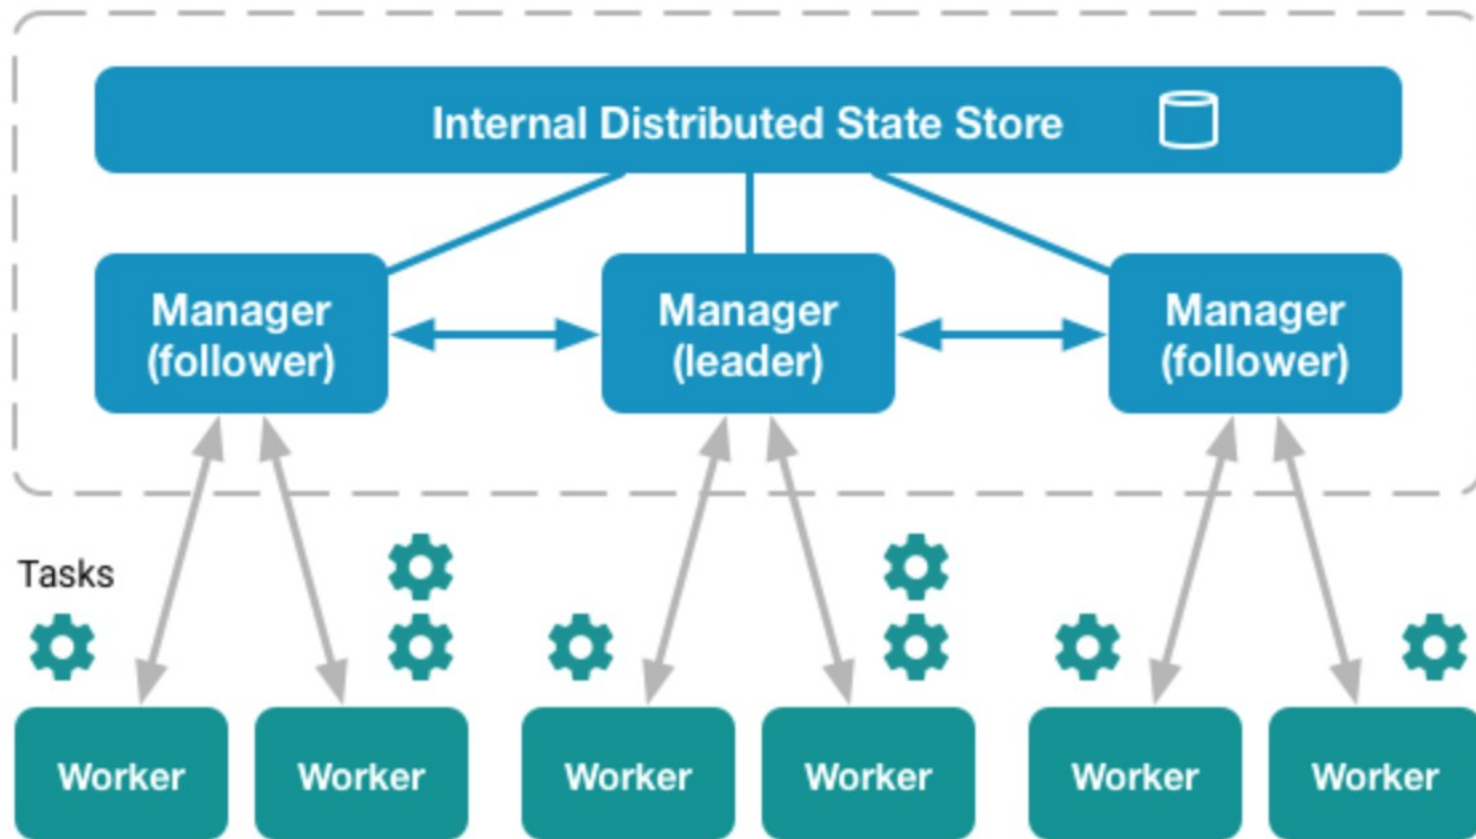 Internal Distributed State Store
Manager
(follower)
Manager
(leader)
Manager
(follower)
Tasks
Worker
Worker
Worker
Worker
Worker
Worker